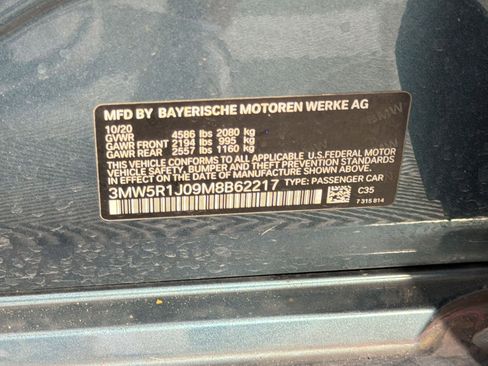 MFD BY BAYERISCHE MOTOREN WERKE AG
10/20
GVWR 4586 lbs 2080 kg
GAWR FRONT 2194 lbs 995 kg
GAWR REAR 2557 lbs 1160 kg
THIS VEHICLE CONFORMS TO ALL APPLICABLE U.S. FEDERAL MOTOR
VEHICLE SAFETY, BUMPER, AND THEFT PREVENTION STANDARDS IN
EFFECT ON THE DATE OF MANUFACTURE SHOWN ABOVE.
3MW5R1J09M8B62217 TYPE: PASSENGER CAR
C35
7 315 814
BMW